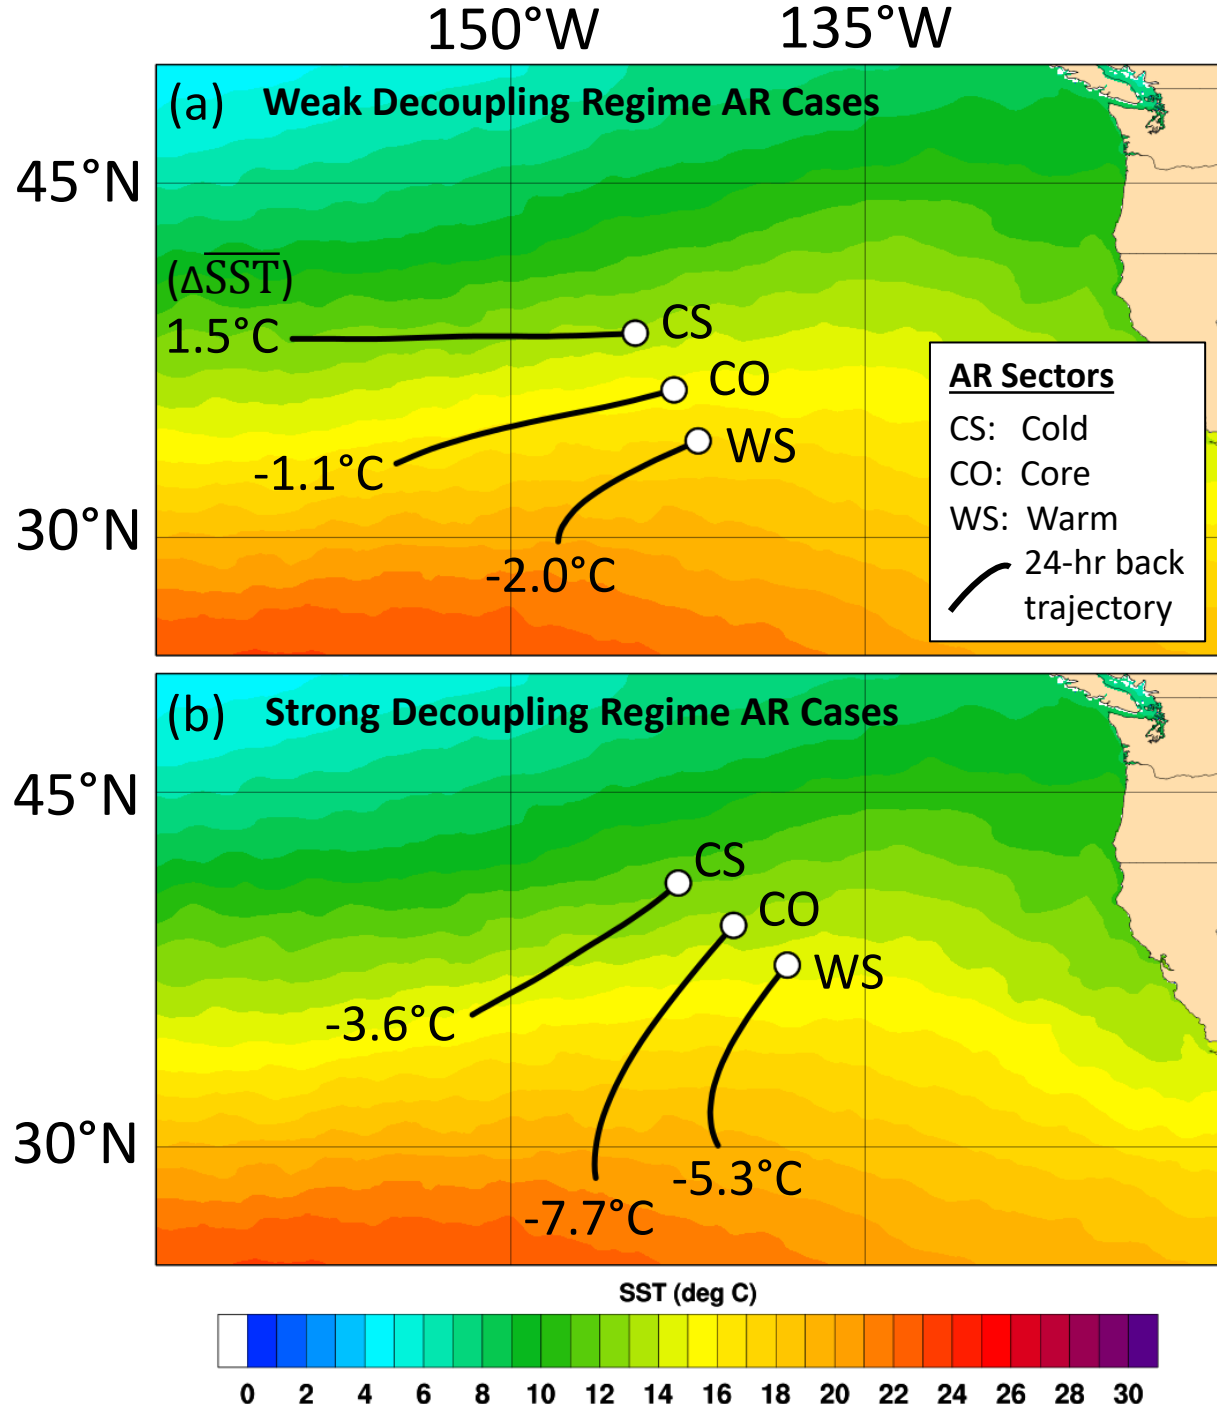 150°W 135°W
(a) Weak Decoupling Regime AR Cases
45°N
(Δ\overline{SST})
1.5°C
CS
CO
-1.1°C
WS
30°N
-2.0°C
AR Sectors
CS: Cold
CO: Core
WS: Warm
24-hr back
trajectory
(b) Strong Decoupling Regime AR Cases
45°N
CS
CO
WS
-3.6°C
30°N
-5.3°C
-7.7°C
SST (deg C)
0 2 4 6 8 10 12 14 16 18 20 22 24 26 28 30